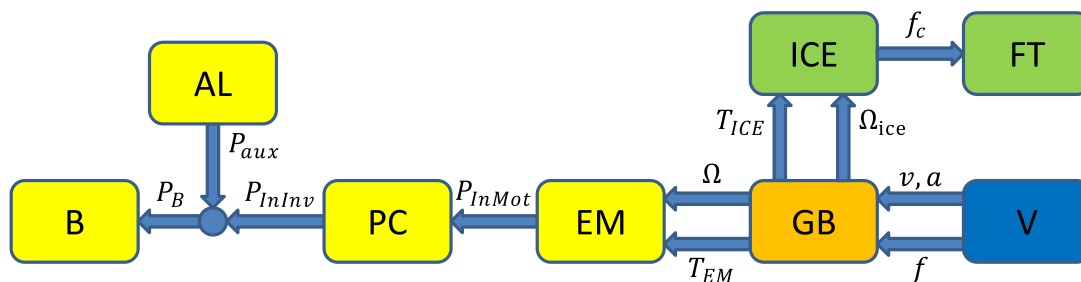 f_c
ICE
FT
AL
T_ICE
Ω_ice
P_aux
P_B
P_InInv
P_InMot
Ω
v, a
B
PC
EM
GB
V
T_EM
f